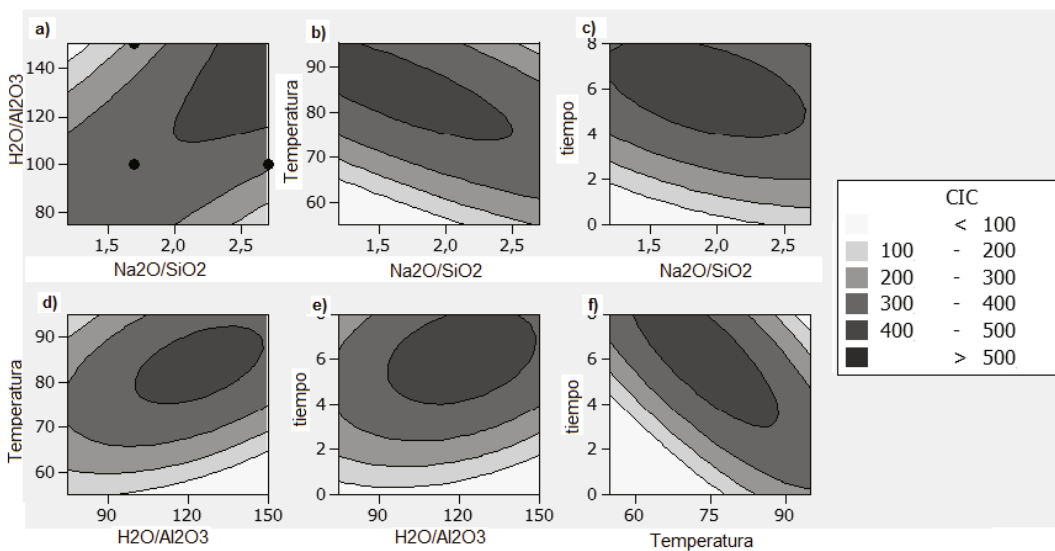 a)
H2O/Al2O3
140
120
100
80
1,5 2,0 2,5
Na2O/SiO2
b)
Temperatura
90
80
70
60
1,5 2,0 2,5
Na2O/SiO2
c)
tiempo
8
6
4
2
0
1,5 2,0 2,5
Na2O/SiO2
CIC
< 100
100 - 200
200 - 300
300 - 400
400 - 500
> 500
d)
Temperatura
90
80
70
60
90 120 150
H2O/Al2O3
e)
tiempo
8
6
4
2
0
90 120 150
H2O/Al2O3
f)
tiempo
8
6
4
2
0
60 75 90
Temperatura